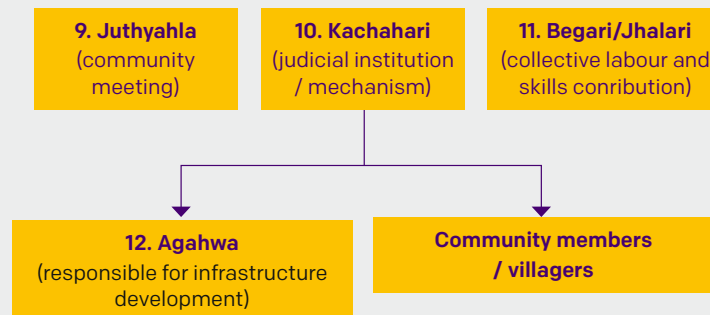 9. Juthyahla
(community
meeting)
10. Kachahari
(judicial institution
/ mechanism)
11. Begari/Jhalari
(collective labour and
skills conribution)
12. Agahwa
(responsible for infrastructure
development)
Community members
/ villagers